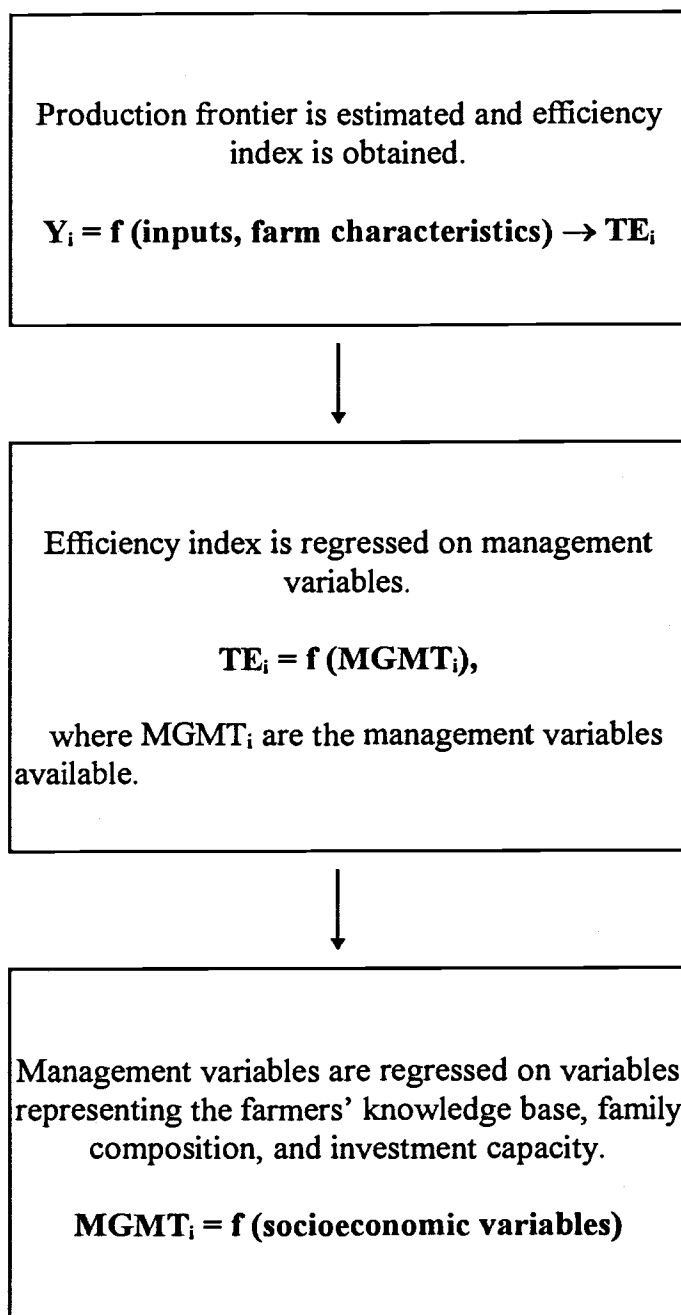 Production frontier is estimated and efficiency
index is obtained.
Yᵢ = f (inputs, farm characteristics) → TEᵢ
Efficiency index is regressed on management
variables.
TEᵢ = f (MGMTᵢ),
where MGMTᵢ are the management variables
available.
Management variables are regressed on variables
representing the farmers’ knowledge base, family
composition, and investment capacity.
MGMTᵢ = f (socioeconomic variables)